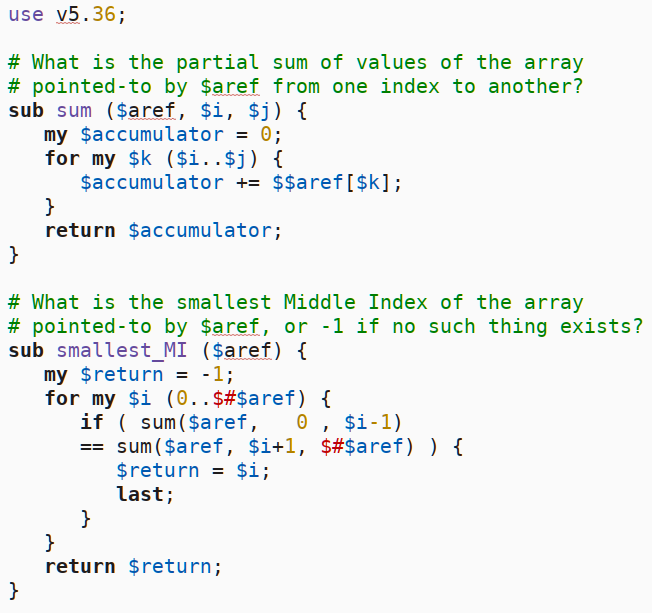 use v5.36;

# What is the partial sum of values of the array
# pointed-to by $aref from one index to another?
sub sum ($aref, $i, $j) {
   my $accumulator = 0;
   for my $k ($i..$j) {
      $accumulator += $$aref[$k];
   }
   return $accumulator;
}

# What is the smallest Middle Index of the array
# pointed-to by $aref, or -1 if no such thing exists?
sub smallest_MI ($aref) {
   my $return = -1;
   for my $i (0..$#$aref) {
      if ( sum($aref,   0 , $i-1)
      == sum($aref, $i+1, $#$aref) ) {
         $return = $i;
         last;
      }
   }
   return $return;
}